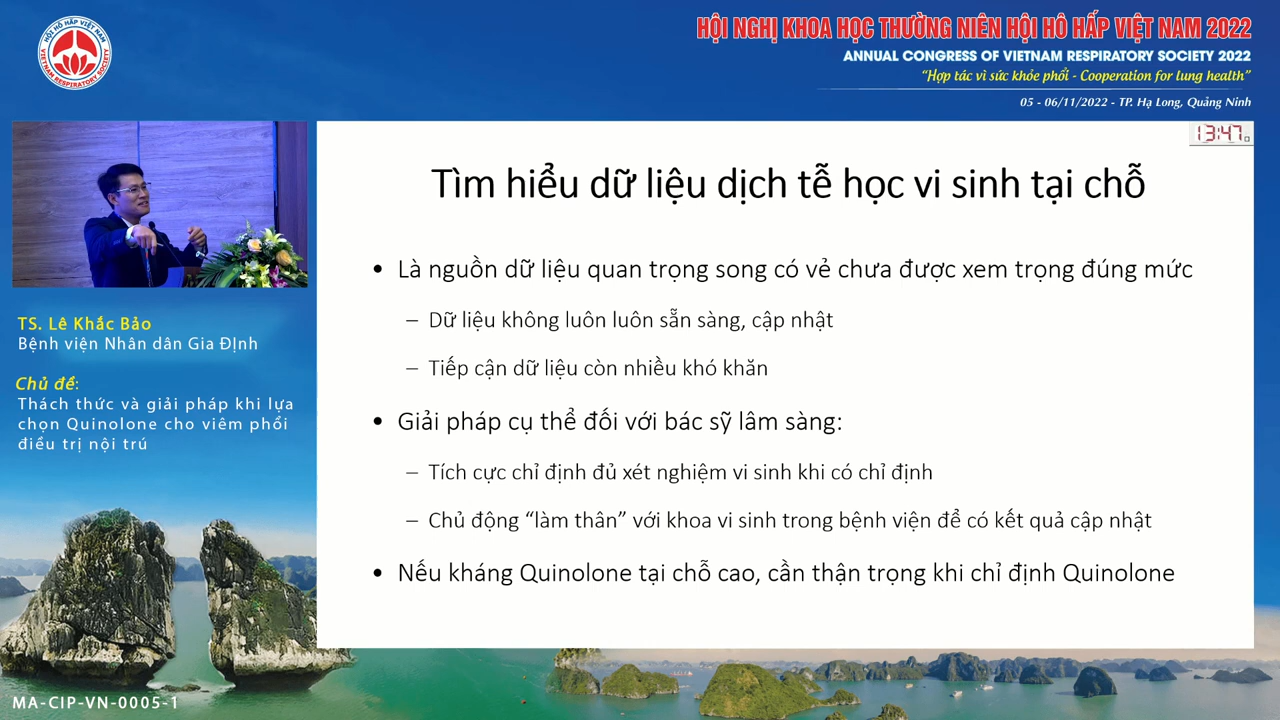 HỘI HÔ HẤP VIỆT NAM
VIETNAM RESPIRATORY SOCIETY
HỘI NGHỊ KHOA HỌC THƯỜNG NIÊN HỘI HÔ HẤP VIỆT NAM 2022
ANNUAL CONGRESS OF VIETNAM RESPIRATORY SOCIETY 2022
“Hợp tác vì sức khỏe phổi - Cooperation for lung health”
05 - 06/11/2022 - TP. Hạ Long, Quảng Ninh
13:47
Tìm hiểu dữ liệu dịch tễ học vi sinh tại chỗ
• Là nguồn dữ liệu quan trọng song có vẻ chưa được xem trọng đúng mức
– Dữ liệu không luôn luôn sẵn sàng, cập nhật
– Tiếp cận dữ liệu còn nhiều khó khăn
• Giải pháp cụ thể đối với bác sỹ lâm sàng:
– Tích cực chỉ định đủ xét nghiệm vi sinh khi có chỉ định
– Chủ động “làm thân” với khoa vi sinh trong bệnh viện để có kết quả cập nhật
• Nếu kháng Quinolone tại chỗ cao, cần thận trọng khi chỉ định Quinolone
TS. Lê Khắc Bảo
Bệnh viện Nhân dân Gia ĐỊnh
Chủ đề:
Thách thức và giải pháp khi lựa
chọn Quinolone cho viêm phổi
điều trị nội trú
MA-CIP-VN-0005-1